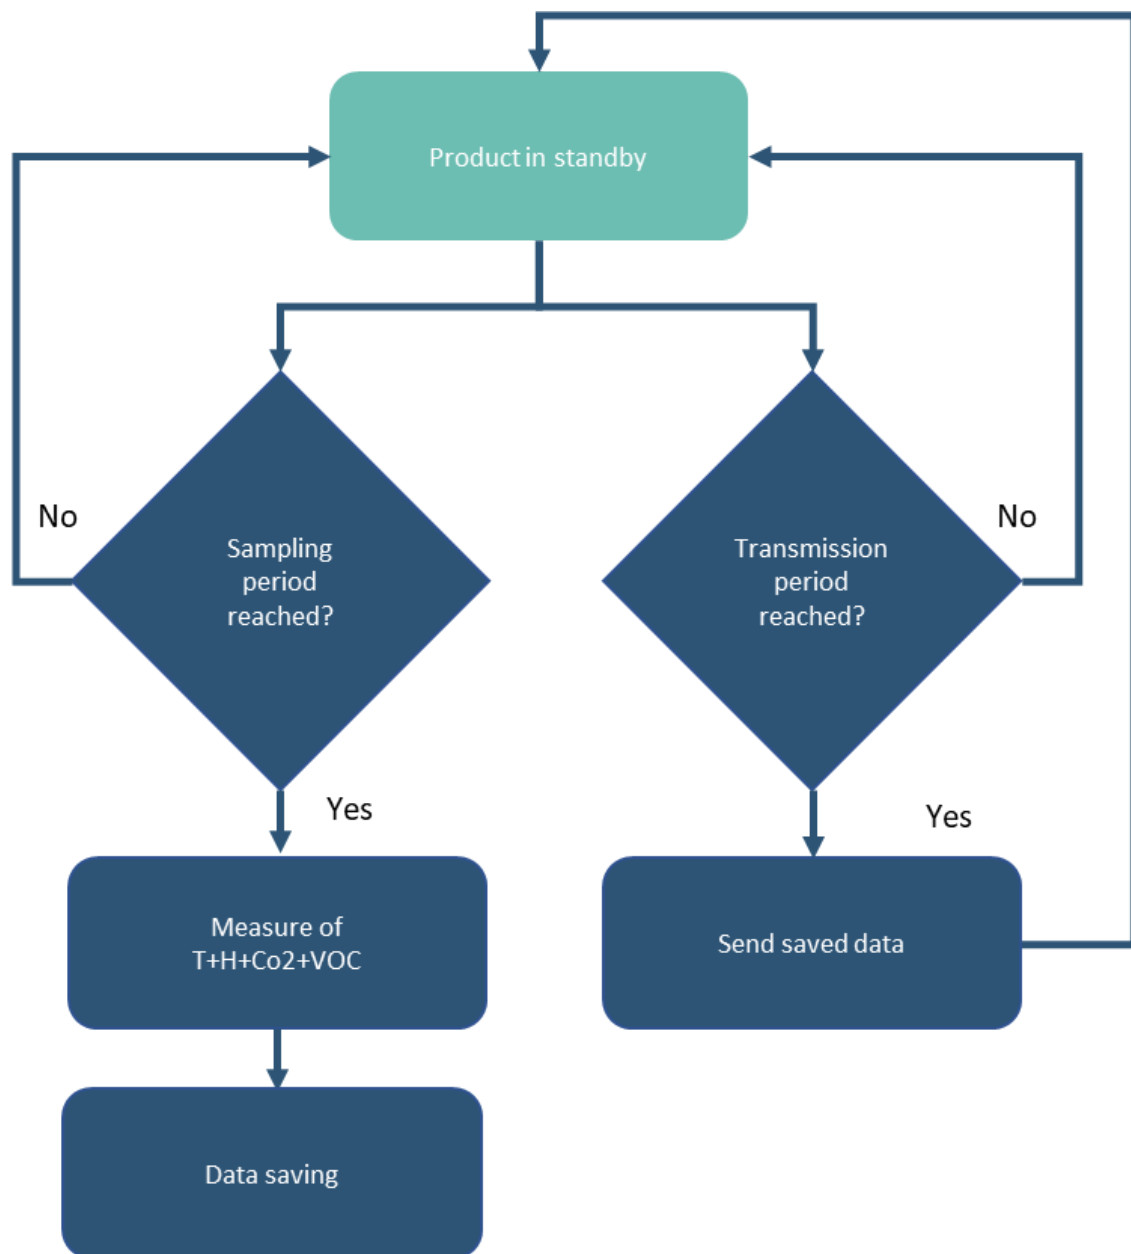 Product in standby
No
Sampling
period
reached?
Transmission
period
reached?
No
Yes
Yes
Measure of
T+H+Co2+VOC
Send saved data
Data saving